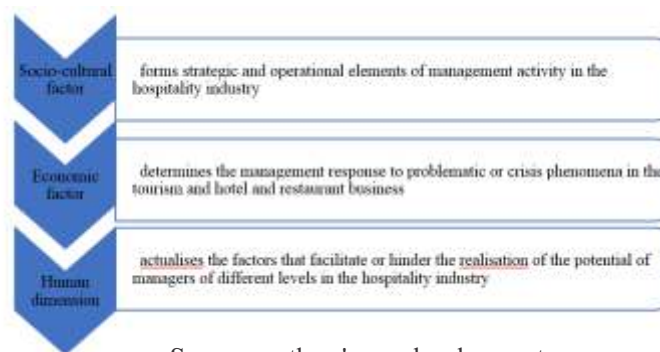 Socio-cultural
factor
forms strategic and operational elements of management activity in the
hospitality industry
Economic
factor
determines the management response to problematic or crisis phenomena in the
tourism and hotel and restaurant business
Human
dimension
actualises the factors that facilitate or hinder the realisation of the potential of
managers of different levels in the hospitality industry